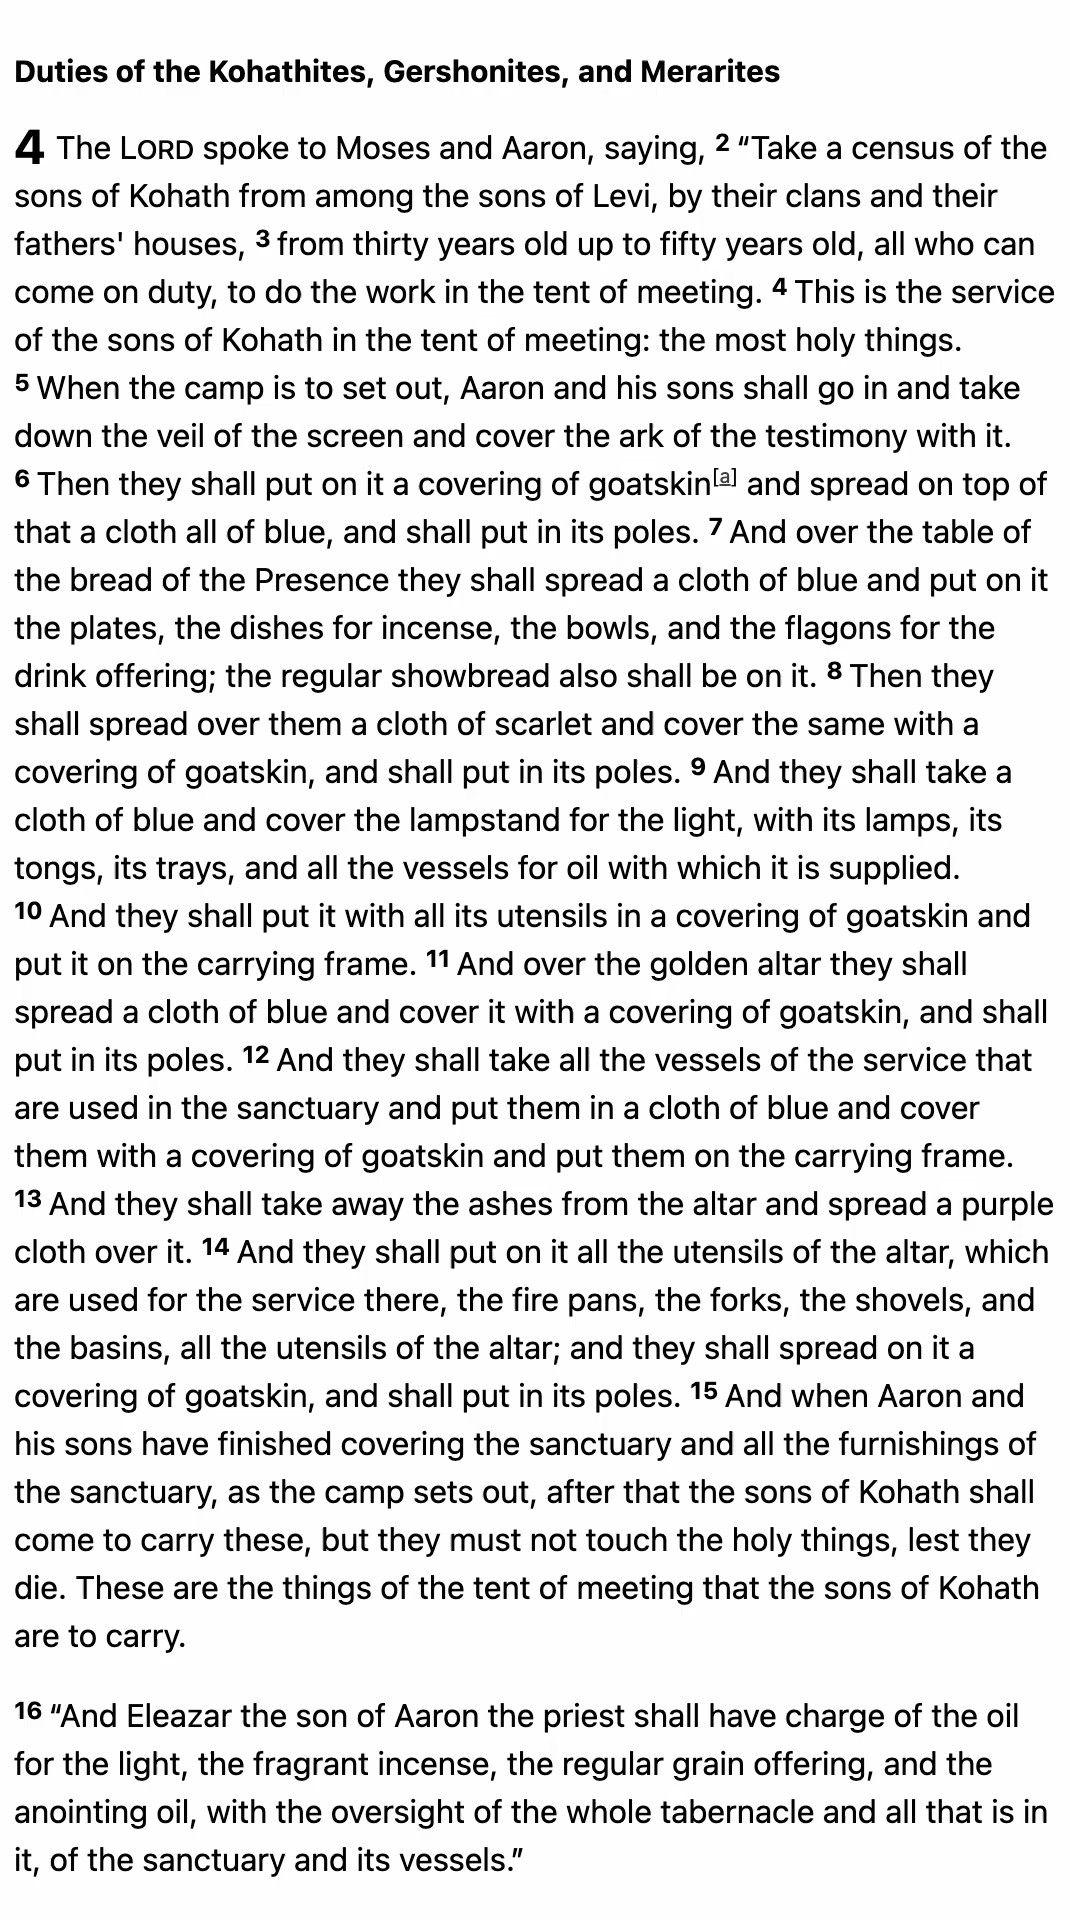 Duties of the Kohathites, Gershonites, and Merarites
4 The LORD spoke to Moses and Aaron, saying, 2 “Take a census of the
sons of Kohath from among the sons of Levi, by their clans and their
fathers' houses, 3 from thirty years old up to fifty years old, all who can
come on duty, to do the work in the tent of meeting. 4 This is the service
of the sons of Kohath in the tent of meeting: the most holy things.
5 When the camp is to set out, Aaron and his sons shall go in and take
down the veil of the screen and cover the ark of the testimony with it.
6 Then they shall put on it a covering of goatskin[a] and spread on top of
that a cloth all of blue, and shall put in its poles. 7 And over the table of
the bread of the Presence they shall spread a cloth of blue and put on it
the plates, the dishes for incense, the bowls, and the flagons for the
drink offering; the regular showbread also shall be on it. 8 Then they
shall spread over them a cloth of scarlet and cover the same with a
covering of goatskin, and shall put in its poles. 9 And they shall take a
cloth of blue and cover the lampstand for the light, with its lamps, its
tongs, its trays, and all the vessels for oil with which it is supplied.
10 And they shall put it with all its utensils in a covering of goatskin and
put it on the carrying frame. 11 And over the golden altar they shall
spread a cloth of blue and cover it with a covering of goatskin, and shall
put in its poles. 12 And they shall take all the vessels of the service that
are used in the sanctuary and put them in a cloth of blue and cover
them with a covering of goatskin and put them on the carrying frame.
13 And they shall take away the ashes from the altar and spread a purple
cloth over it. 14 And they shall put on it all the utensils of the altar, which
are used for the service there, the fire pans, the forks, the shovels, and
the basins, all the utensils of the altar; and they shall spread on it a
covering of goatskin, and shall put in its poles. 15 And when Aaron and
his sons have finished covering the sanctuary and all the furnishings of
the sanctuary, as the camp sets out, after that the sons of Kohath shall
come to carry these, but they must not touch the holy things, lest they
die. These are the things of the tent of meeting that the sons of Kohath
are to carry.
16 “And Eleazar the son of Aaron the priest shall have charge of the oil
for the light, the fragrant incense, the regular grain offering, and the
anointing oil, with the oversight of the whole tabernacle and all that is in
it, of the sanctuary and its vessels.”